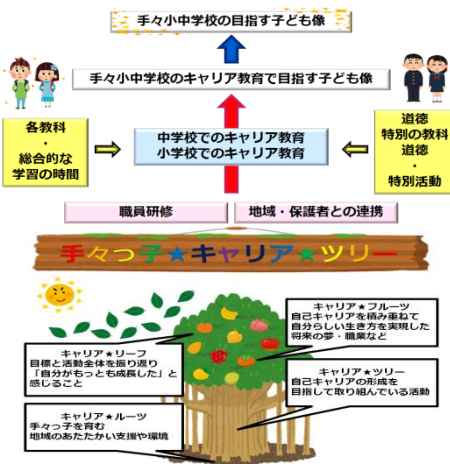 手々小中学校の目指す子ども像
手々小中学校のキャリア教育で目指す子ども像
各教科
・
総合的な
学習の時間
中学校でのキャリア教育
小学校でのキャリア教育
道徳
特別の教科
道徳
・
特別活動
職員研修
地域・保護者との連携
手々っ子★キャリア★ツリー
キャリア★フルーツ
自己キャリアを積み重ねて
自分らしい生き方を実現した
将来の夢・職業など
キャリア★リーフ
目標と活動全体を振り返り
「自分がもっとも成長した」と
感じること
キャリア★ツリー
自己キャリアの形成を
目指して取り組んでいる活動
キャリア★ルーツ
手々っ子を育む
地域のあたたかい支援や環境